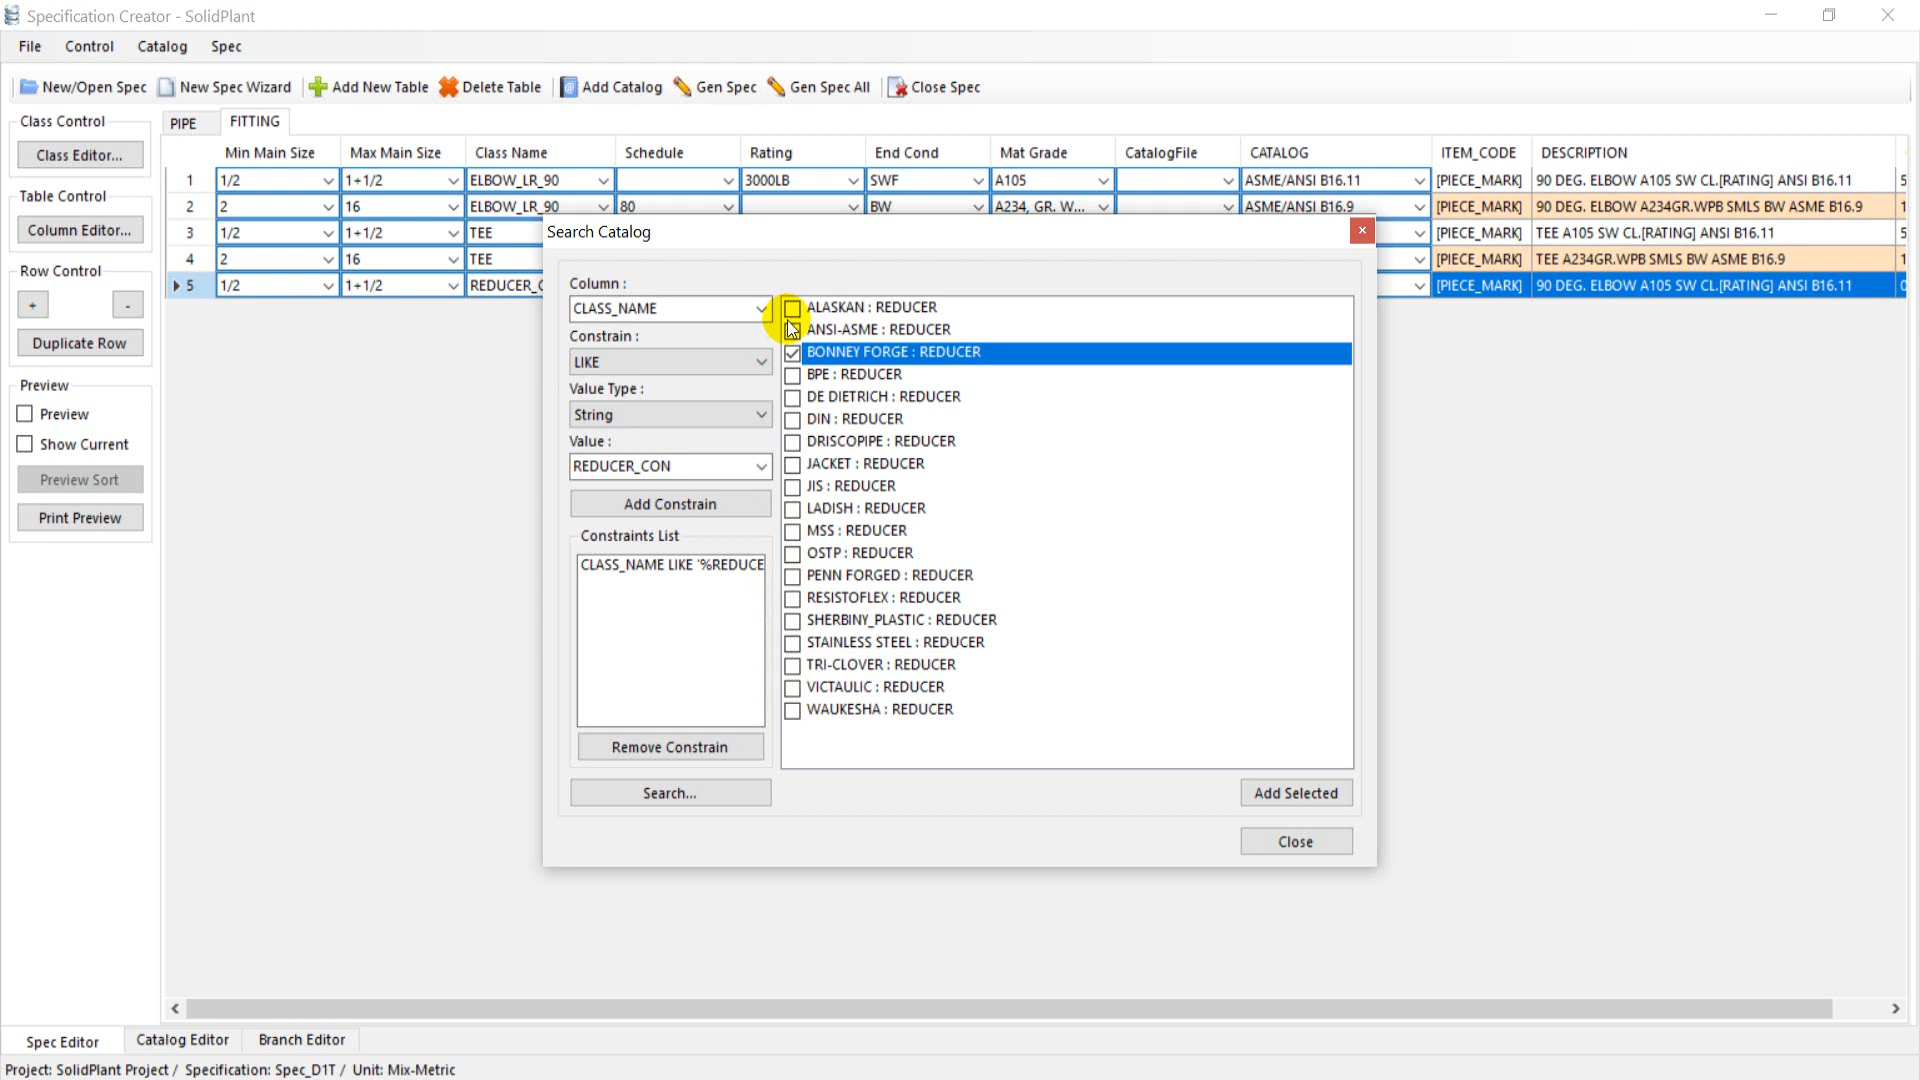 Specification Creator - SolidPlant
File Control Catalog Spec
New/Open Spec New Spec Wizard Add New Table Delete Table Add Catalog Gen Spec Gen Spec All Close Spec
Class Control
Class Editor...
Table Control
Column Editor...
Row Control
+ -
Duplicate Row
Preview
Preview
Show Current
Preview Sort
Print Preview
PIPE FITTING
Min Main Size Max Main Size Class Name Schedule Rating End Cond Mat Grade CatalogFile CATALOG ITEM_CODE DESCRIPTION
1 1/2 1+1/2 ELBOW_LR_90 3000LB SWF A105 ASME/ANSI B16.11 [PIECE_MARK] 90 DEG. ELBOW A105 SW CL.[RATING] ANSI B16.11 5
2 2 16 ELBOW_LR_90 80 BW A234, GR. W... ASME/ANSI B16.9 [PIECE_MARK] 90 DEG. ELBOW A234GR.WPB SMLS BW ASME B16.9 1
3 1/2 1+1/2 TEE [PIECE_MARK] TEE A105 SW CL.[RATING] ANSI B16.11 5
4 2 16 TEE [PIECE_MARK] TEE A234GR.WPB SMLS BW ASME B16.9 1
5 1/2 1+1/2 REDUCER_C [PIECE_MARK] 90 DEG. ELBOW A105 SW CL.[RATING] ANSI B16.11 0
Search Catalog
Column :
CLASS_NAME
Constrain :
LIKE
Value Type :
String
Value :
REDUCER_CON
Add Constrain
Constraints List
CLASS_NAME LIKE '%REDUCE
Remove Constrain
Search...
ALASKAN : REDUCER
ANSI-ASME : REDUCER
BONNEY FORGE : REDUCER
BPE : REDUCER
DE DIETRICH : REDUCER
DIN : REDUCER
DRISCOPIPE : REDUCER
JACKET : REDUCER
JIS : REDUCER
LADISH : REDUCER
MSS : REDUCER
OSTP : REDUCER
PENN FORGED : REDUCER
RESISTOFLEX : REDUCER
SHERBINY_PLASTIC : REDUCER
STAINLESS STEEL : REDUCER
TRI-CLOVER : REDUCER
VICTAULIC : REDUCER
WAUKESHA : REDUCER
Add Selected
Close
Spec Editor Catalog Editor Branch Editor
Project: SolidPlant Project / Specification: Spec_D1T / Unit: Mix-Metric